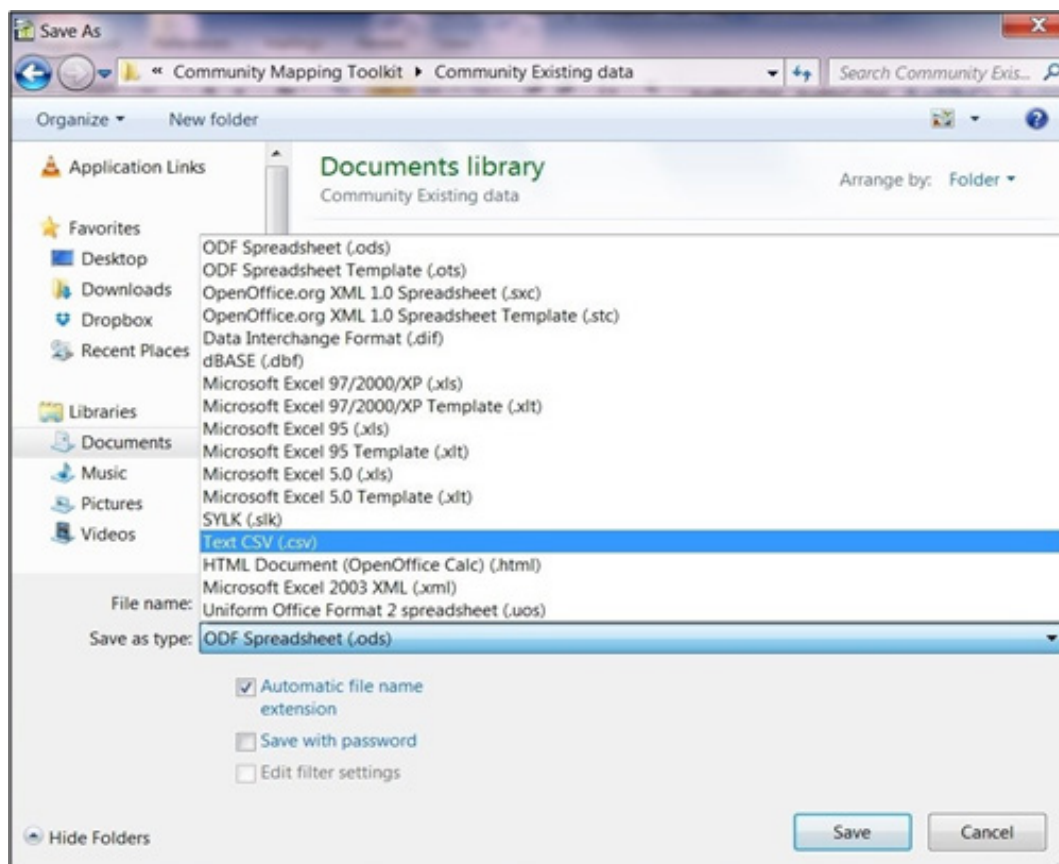 Save As
« Community Mapping Toolkit Community Existing data
Search Community Exis...
Organize New folder
Application Links
Documents library
Community Existing data
Arrange by: Folder
Favorites
Desktop
Downloads
Dropbox
Recent Places
Libraries
Documents
Music
Pictures
Videos
ODF Spreadsheet (.ods)
ODF Spreadsheet Template (.ots)
OpenOffice.org XML 1.0 Spreadsheet (.sxc)
OpenOffice.org XML 1.0 Spreadsheet Template (.stc)
Data Interchange Format (.dif)
dBASE (.dbf)
Microsoft Excel 97/2000/XP (.xls)
Microsoft Excel 97/2000/XP Template (.xlt)
Microsoft Excel 95 (.xls)
Microsoft Excel 95 Template (.xlt)
Microsoft Excel 5.0 (.xls)
Microsoft Excel 5.0 Template (.xlt)
SYLK (.slk)
Text CSV (.csv)
HTML Document (OpenOffice Calc) (.html)
Microsoft Excel 2003 XML (.xml)
Uniform Office Format 2 spreadsheet (.uos)
File name:
Save as type: ODF Spreadsheet (.ods)
Automatic file name
extension
Save with password
Edit filter settings
Hide Folders
Save Cancel